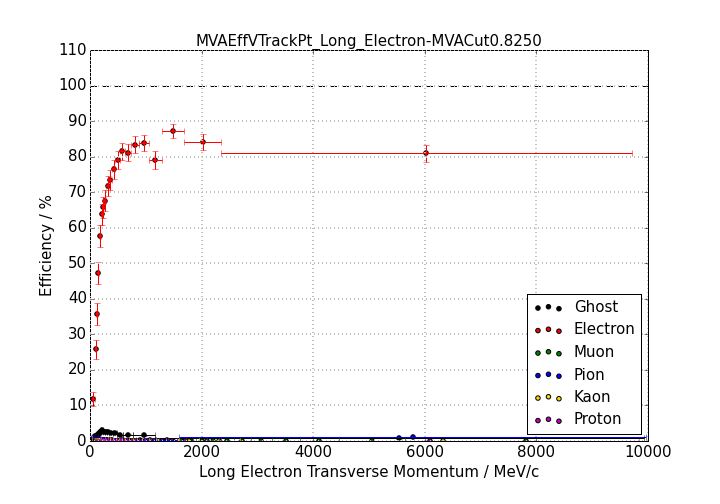 MVAEffVTrackPt_Long_Electron-MVACut0.8250
110
100
90
80
70
60
50
40
30
20
10
0
Efficiency / %
Ghost
Electron
Muon
Pion
Kaon
Proton
0 2000 4000 6000 8000 10000
Long Electron Transverse Momentum / MeV/c